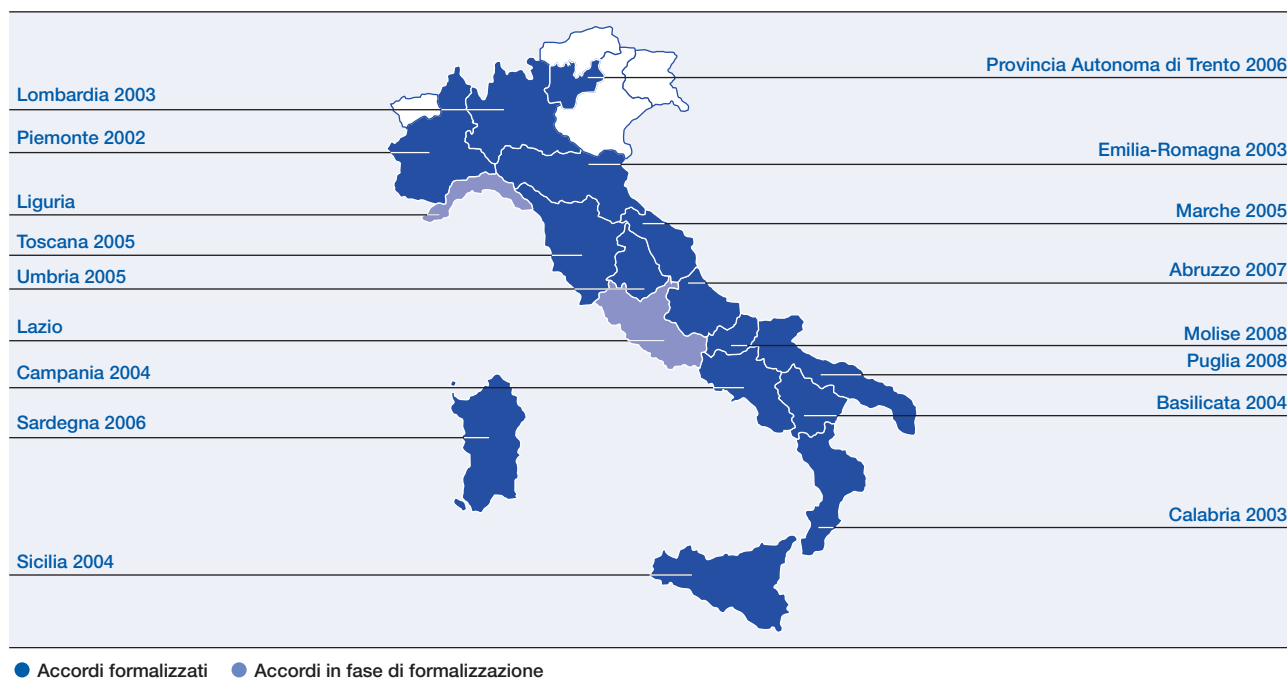 Lombardia 2003
Piemonte 2002
Liguria
Toscana 2005
Umbria 2005
Lazio
Campania 2004
Sardegna 2006
Sicilia 2004
Provincia Autonoma di Trento 2006
Emilia-Romagna 2003
Marche 2005
Abruzzo 2007
Molise 2008
Puglia 2008
Basilicata 2004
Calabria 2003
Accordi formalizzati
Accordi in fase di formalizzazione